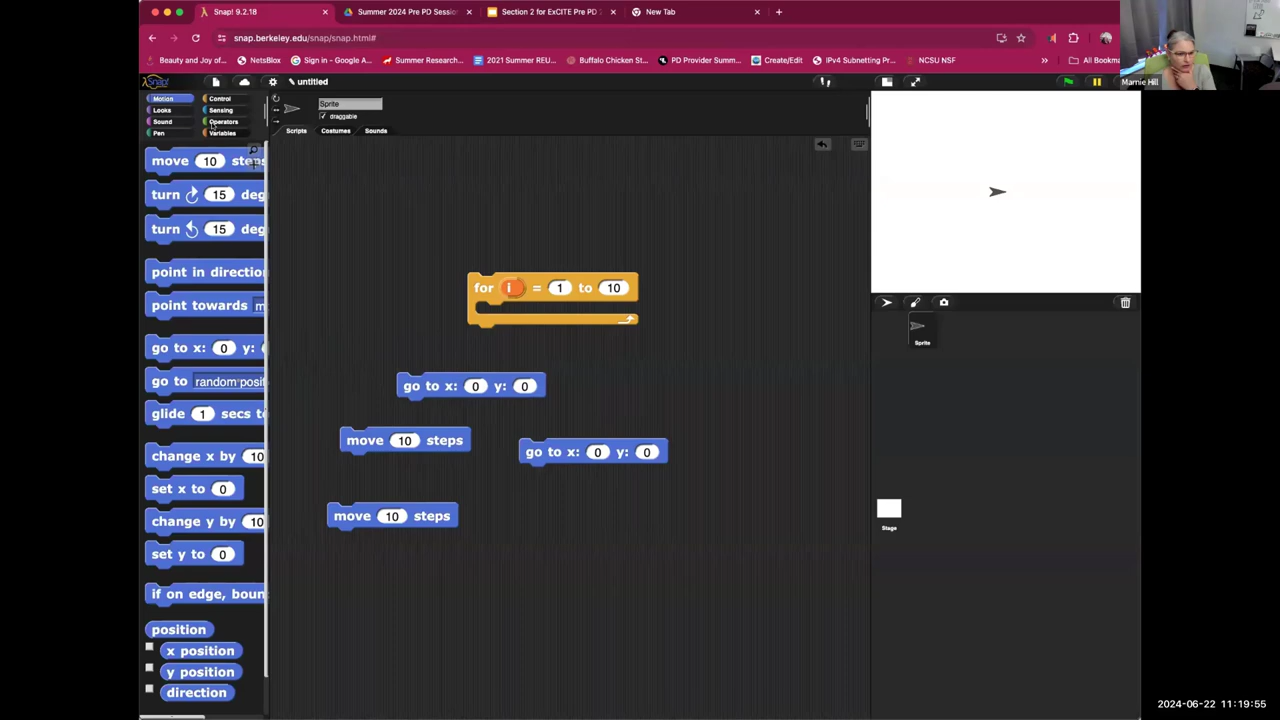 Snap! 9.2.18
Summer 2024 Pre PD Sessi
Section 2 for ExCITE Pre PD
New Tab
snap.berkeley.edu/snap/snap.html#
Beauty and Joy of...
NetsBlox
Sign in - Google A...
Summer Research...
2021 Summer REU...
Buffalo Chicken St...
PD Provider Summ...
Create/Edit
IPv4 Subnetting Pr...
NCSU NSF
All Bookma
Marnie Hill
Snap!
untitled
Motion
Control
Looks
Sensing
Sound
Operators
Pen
Variables
Sprite
draggable
Scripts
Costumes
Sounds
move 10 steps
turn 15 deg
turn 15 deg
point in direction
point towards m
go to x: 0 y:
go to random posit
glide 1 secs to
change x by 10
set x to 0
change y by 10
set y to 0
if on edge, boun
position
x position
y position
direction
for i = 1 to 10
go to x: 0 y: 0
move 10 steps
go to x: 0 y: 0
move 10 steps
Sprite
Stage
2024-06-22 11:19:55